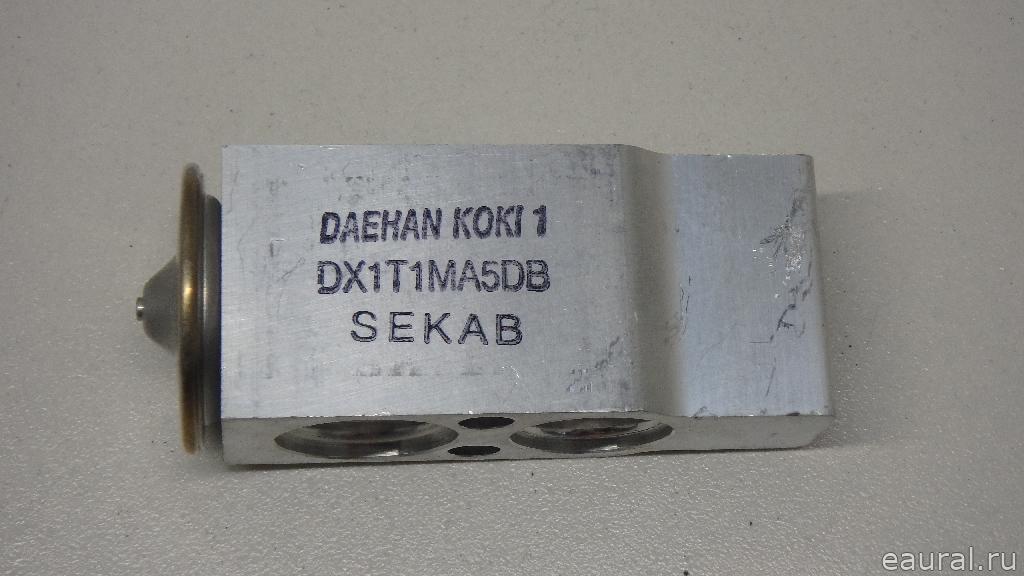 DAEHAN KOKI 1
DX1T1MA5DB
SEKAB
eaural.ru